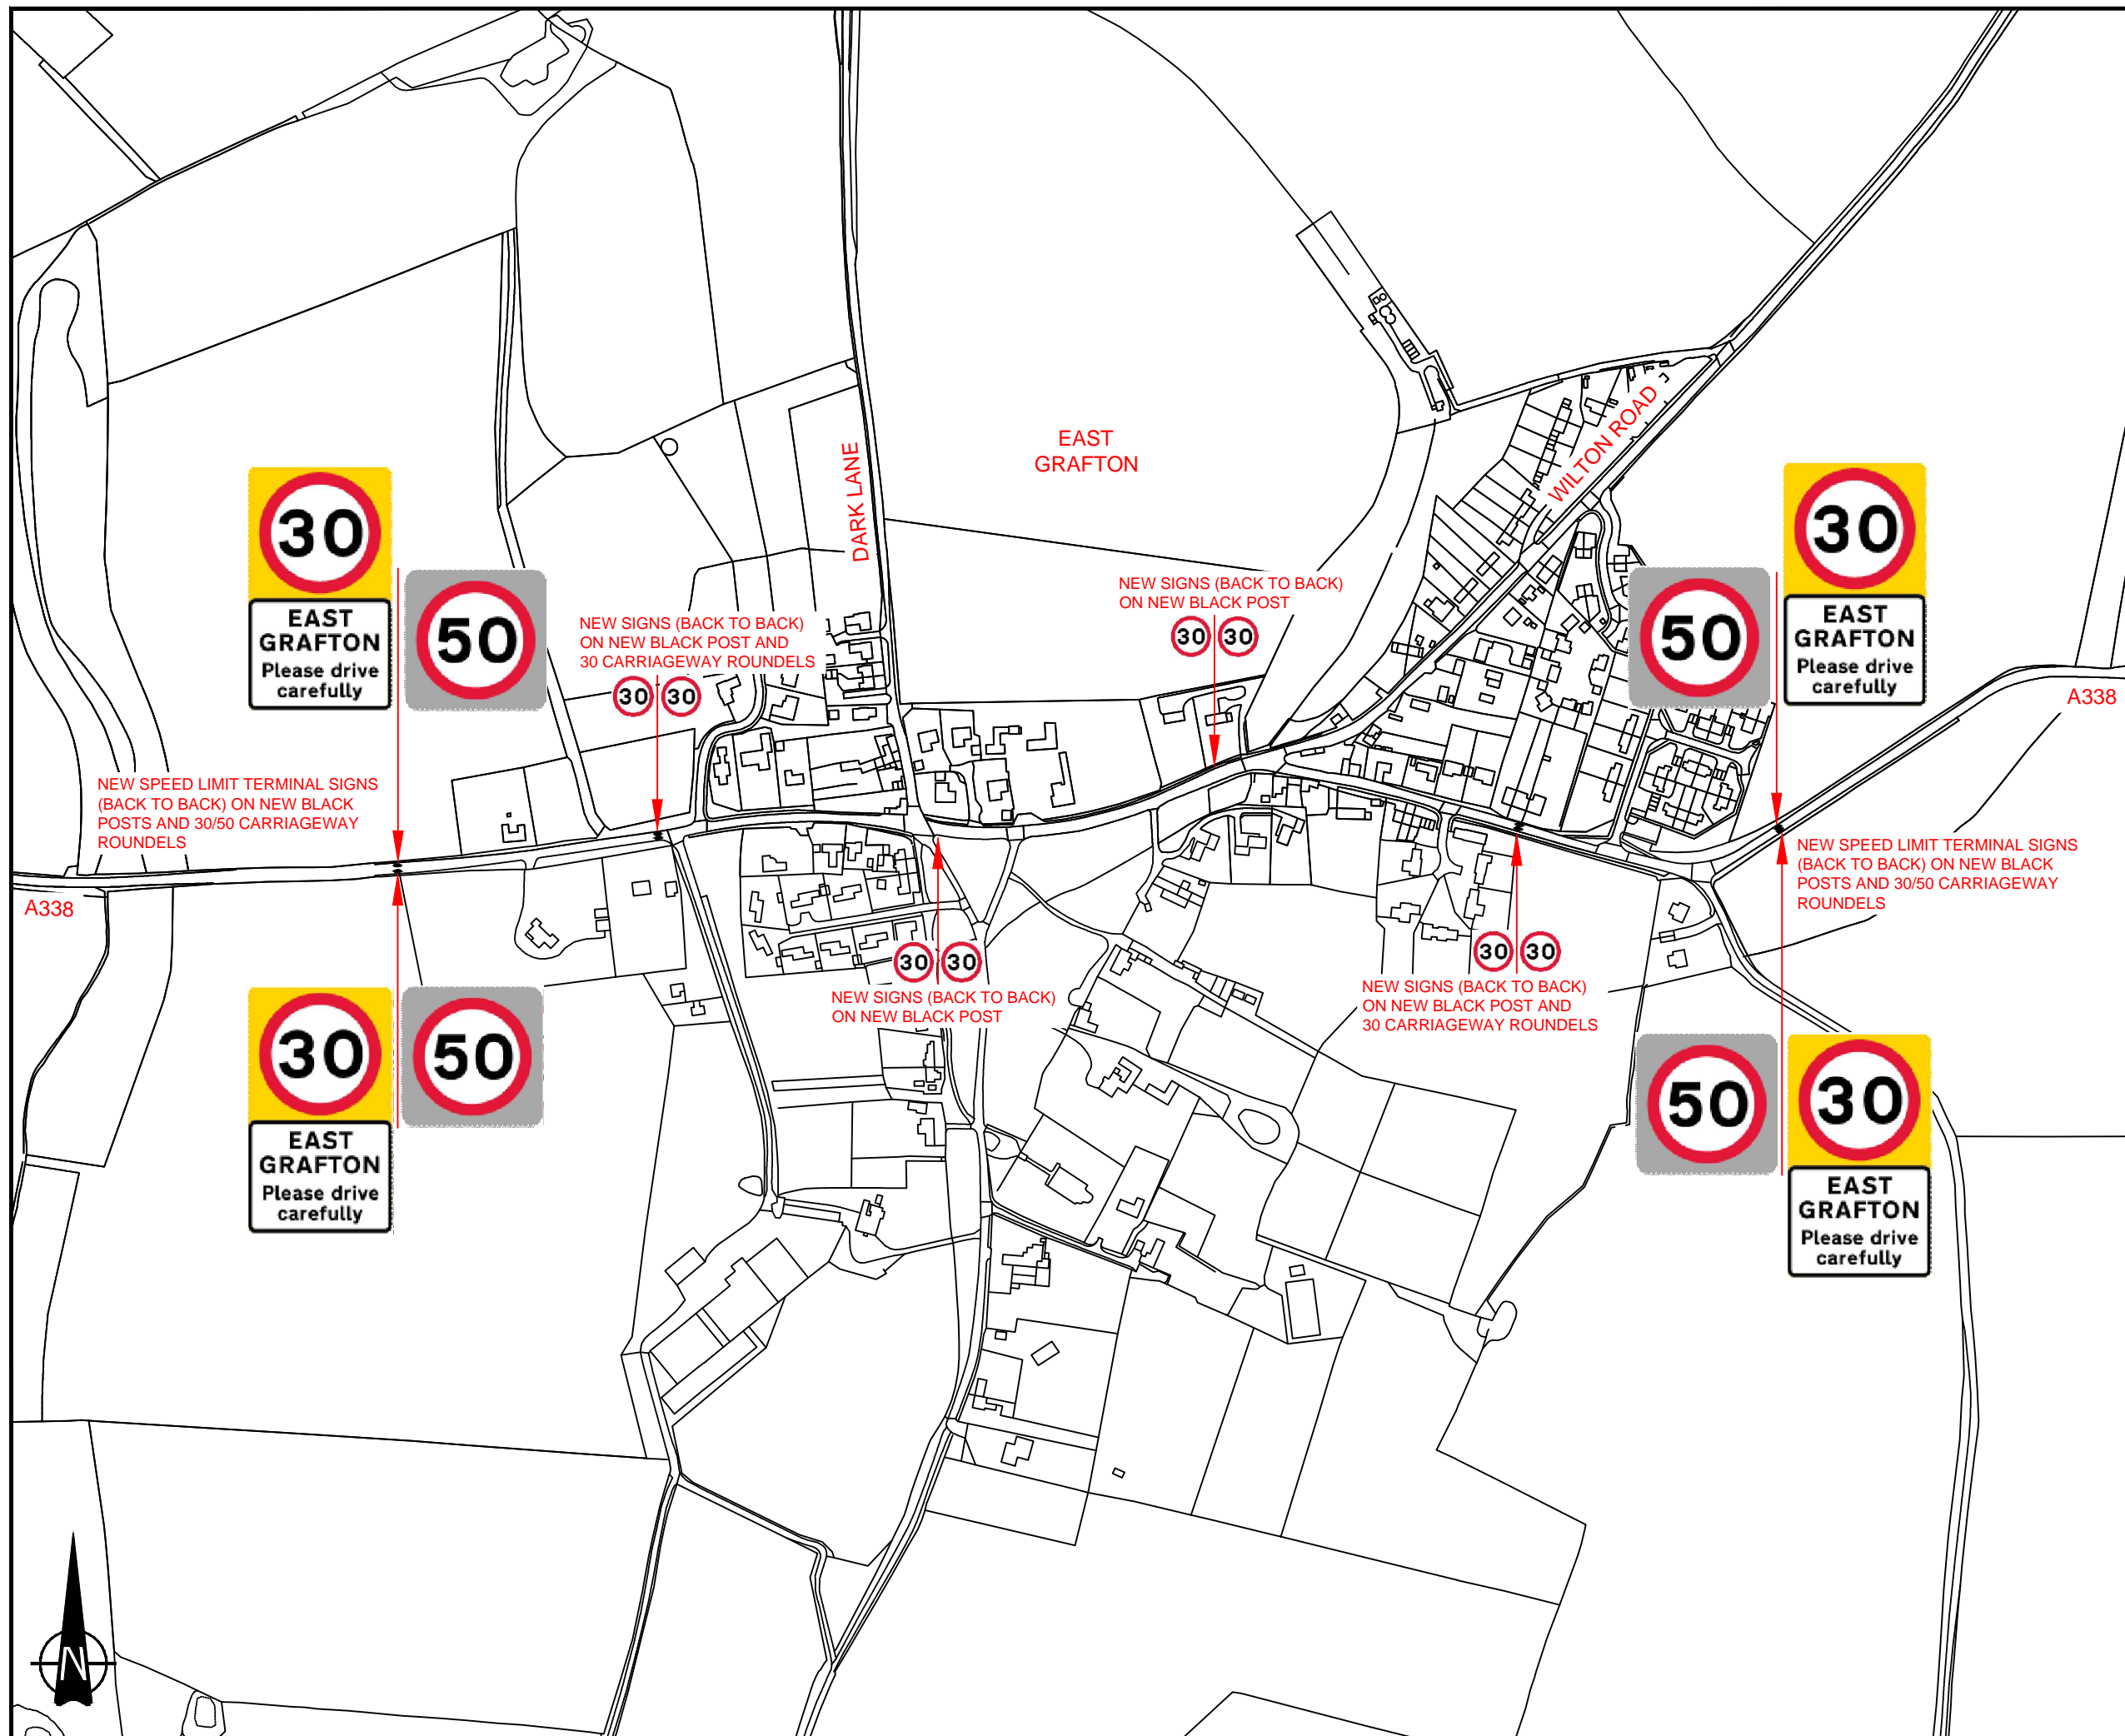 EAST
GRAFTON
DARK LANE
WILTON ROAD
30
EAST
GRAFTON
Please drive
carefully
50
NEW SIGNS (BACK TO BACK)
ON NEW BLACK POST AND
30 CARRIAGEWAY ROUNDELS
30 30
NEW SIGNS (BACK TO BACK)
ON NEW BLACK POST
30 30
50
30
EAST
GRAFTON
Please drive
carefully
A338
NEW SPEED LIMIT TERMINAL SIGNS
(BACK TO BACK) ON NEW BLACK
POSTS AND 30/50 CARRIAGEWAY
ROUNDELS
A338
NEW SPEED LIMIT TERMINAL SIGNS
(BACK TO BACK) ON NEW BLACK
POSTS AND 30/50 CARRIAGEWAY
ROUNDELS
30 30
NEW SIGNS (BACK TO BACK)
ON NEW BLACK POST
30 30
NEW SIGNS (BACK TO BACK)
ON NEW BLACK POST AND
30 CARRIAGEWAY ROUNDELS
30
EAST
GRAFTON
Please drive
carefully
50
50
30
EAST
GRAFTON
Please drive
carefully
N